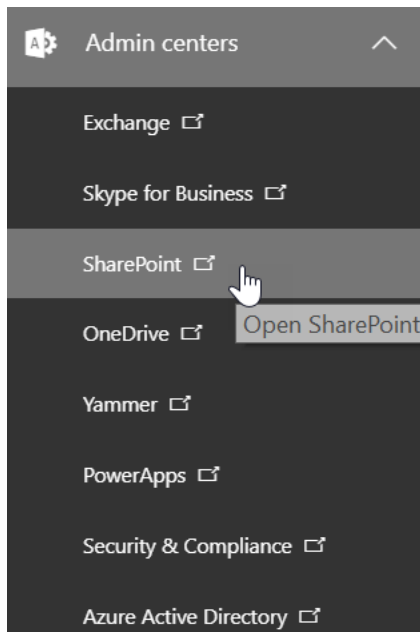 A
Admin centers
Exchange
Skype for Business
SharePoint
Open SharePoint
OneDrive
Yammer
PowerApps
Security & Compliance
Azure Active Directory